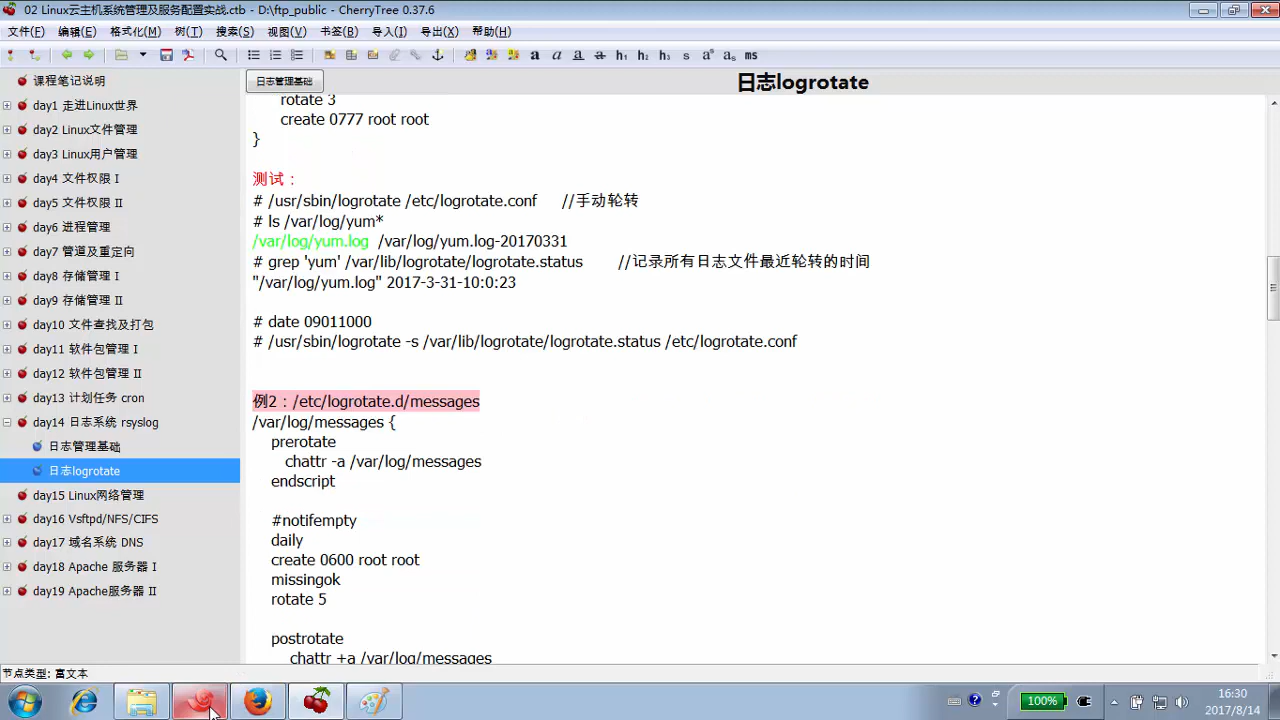 02 Linux云主机系统管理及服务配置实战.ctb - D:\ftp_public - CherryTree 0.37.6
文件(F) 编辑(E) 格式化(M) 树(T) 搜索(S) 视图(V) 书签(B) 导入(I) 导出(X) 帮助(H)
a a a a h1 h2 h3 s aˢ aₛ ms
课程笔记说明
day1 走进Linux世界
day2 Linux文件管理
day3 Linux用户管理
day4 文件权限 I
day5 文件权限 II
day6 进程管理
day7 管道及重定向
day8 存储管理 I
day9 存储管理 II
day10 文件查找及打包
day11 软件包管理 I
day12 软件包管理 II
day13 计划任务 cron
day14 日志系统 rsyslog
日志管理基础
日志logrotate
day15 Linux网络管理
day16 Vsftpd/NFS/CIFS
day17 域名系统 DNS
day18 Apache 服务器 I
day19 Apache服务器 II
日志管理基础
日志logrotate
rotate 3
create 0777 root root
}
测试：
# /usr/sbin/logrotate /etc/logrotate.conf //手动轮转
# ls /var/log/yum*
/var/log/yum.log /var/log/yum.log-20170331
# grep 'yum' /var/lib/logrotate/logrotate.status //记录所有日志文件最近轮转的时间
"/var/log/yum.log" 2017-3-31-10:0:23
# date 09011000
# /usr/sbin/logrotate -s /var/lib/logrotate/logrotate.status /etc/logrotate.conf
例2：/etc/logrotate.d/messages
/var/log/messages {
prerotate
chattr -a /var/log/messages
endscript
#notifempty
daily
create 0600 root root
missingok
rotate 5
postrotate
chattr +a /var/log/messages
节点类型: 富文本
100%
16:30
2017/8/14